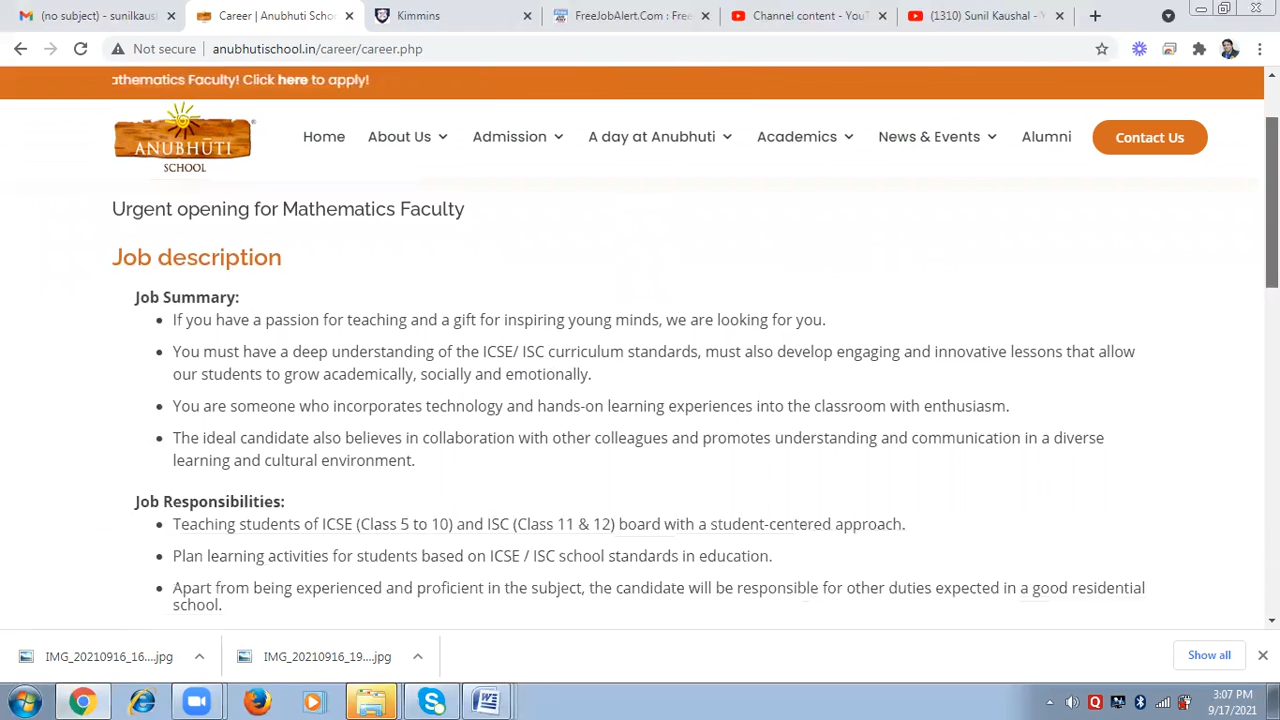 (no subject) - sunilkaus
Career | Anubhuti Scho
Kimmins
FreeJobAlert.Com : Free
Channel content - YouT
(1310) Sunil Kaushal - Y
Not secure
anubhutischool.in/career/career.php
athematics Faculty! Click here to apply!
ANUBHUTI
SCHOOL
Home
About Us
Admission
A day at Anubhuti
Academics
News & Events
Alumni
Contact Us
Urgent opening for Mathematics Faculty
Job description
Job Summary:
• If you have a passion for teaching and a gift for inspiring young minds, we are looking for you.
• You must have a deep understanding of the ICSE/ ISC curriculum standards, must also develop engaging and innovative lessons that allow
our students to grow academically, socially and emotionally.
• You are someone who incorporates technology and hands-on learning experiences into the classroom with enthusiasm.
• The ideal candidate also believes in collaboration with other colleagues and promotes understanding and communication in a diverse
learning and cultural environment.
Job Responsibilities:
• Teaching students of ICSE (Class 5 to 10) and ISC (Class 11 & 12) board with a student-centered approach.
• Plan learning activities for students based on ICSE / ISC school standards in education.
• Apart from being experienced and proficient in the subject, the candidate will be responsible for other duties expected in a good residential
school.
IMG_20210916_16....jpg
IMG_20210916_19....jpg
Show all
3:07 PM
9/17/2021